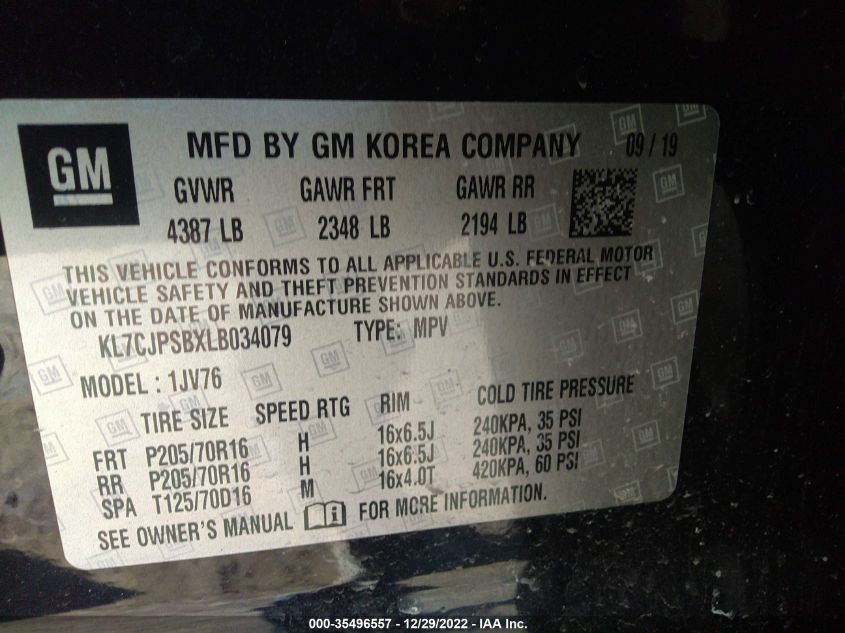 GM
MFD BY GM KOREA COMPANY 09 / 19
GVWR GAWR FRT GAWR RR
4387 LB 2348 LB 2194 LB
THIS VEHICLE CONFORMS TO ALL APPLICABLE U.S. FEDERAL MOTOR
VEHICLE SAFETY AND THEFT PREVENTION STANDARDS IN EFFECT
ON THE DATE OF MANUFACTURE SHOWN ABOVE.
KL7CJPSBXLB034079 TYPE: MPV
MODEL : 1JV76
TIRE SIZE SPEED RTG RIM COLD TIRE PRESSURE
FRT P205/70R16 H 16x6.5J 240KPA, 35 PSI
RR P205/70R16 H 16x6.5J 240KPA, 35 PSI
SPA T125/70D16 M 16x4.0T 420KPA, 60 PSI
SEE OWNER'S MANUAL FOR MORE INFORMATION.
000-35496557 - 12/29/2022 - IAA Inc.